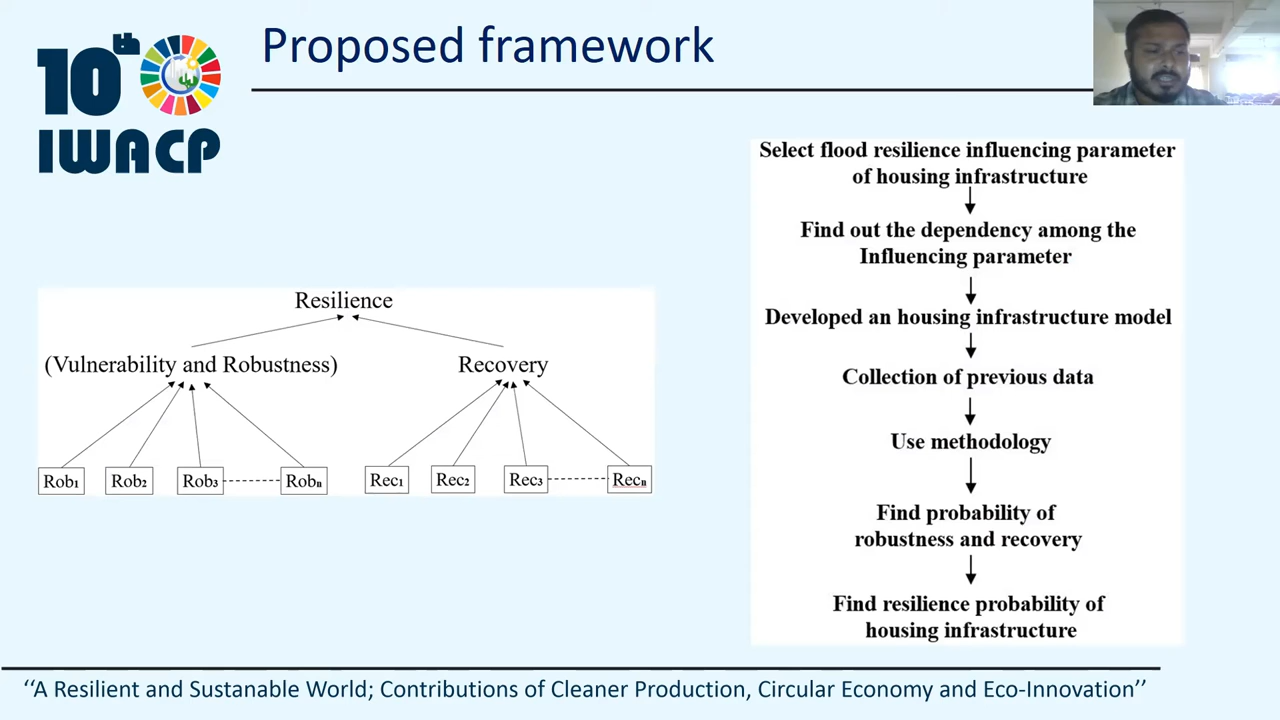 10th
IWACP
Proposed framework
Resilience
(Vulnerability and Robustness)
Recovery
Rob1
Rob2
Rob3
Robn
Rec1
Rec2
Rec3
Recn
Select flood resilience influencing parameter
of housing infrastructure
Find out the dependency among the
Influencing parameter
Developed an housing infrastructure model
Collection of previous data
Use methodology
Find probability of
robustness and recovery
Find resilience probability of
housing infrastructure
‘‘A Resilient and Sustanable World; Contributions of Cleaner Production, Circular Economy and Eco-Innovation’’